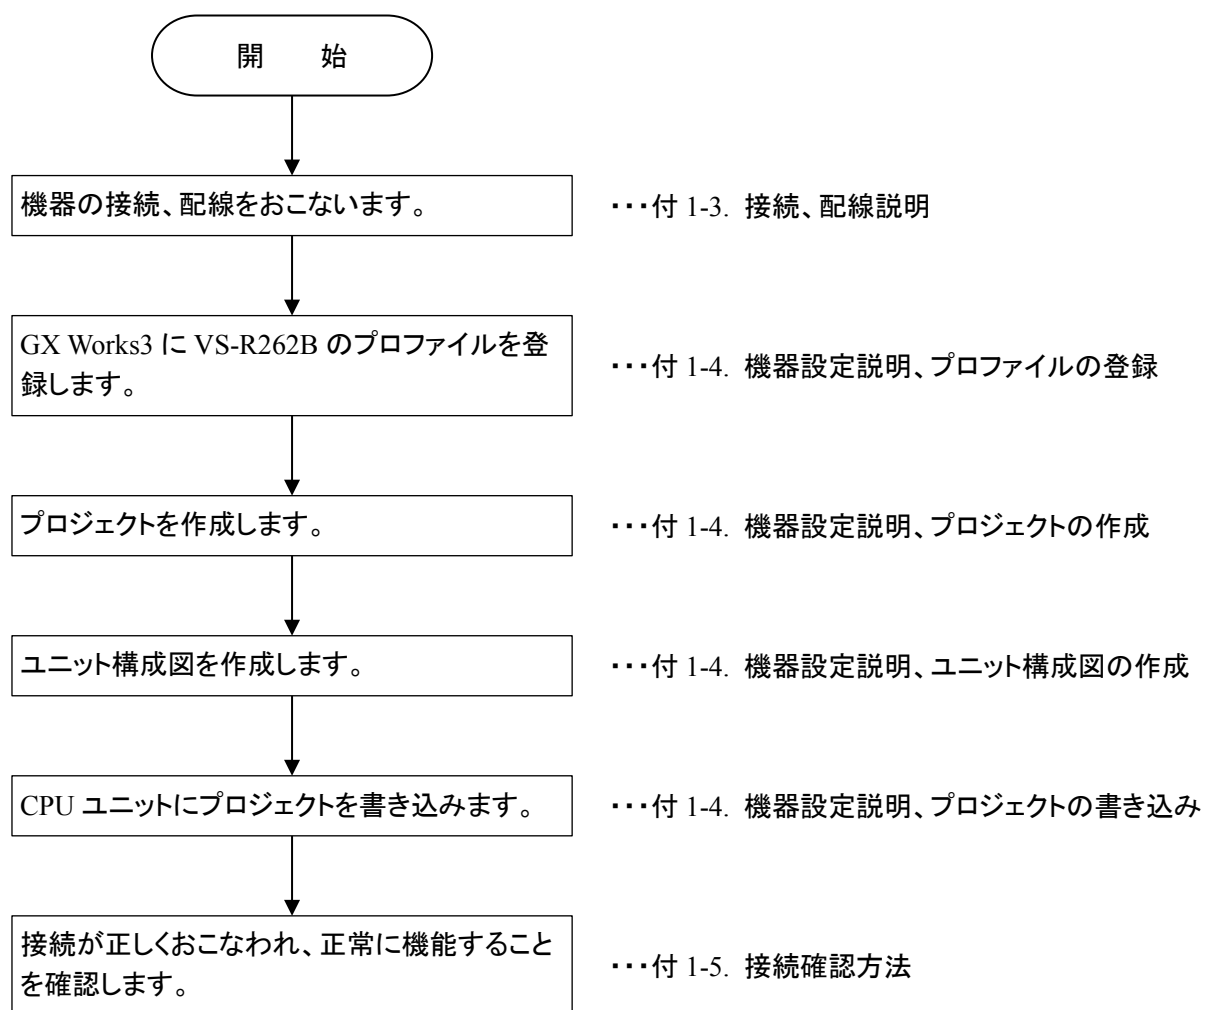 開　始
機器の接続、配線をおこないます。
･･･付 1-3. 接続、配線説明
GX Works3 に VS-R262B のプロファイルを登
録します。
･･･付 1-4. 機器設定説明、プロファイルの登録
プロジェクトを作成します。
･･･付 1-4. 機器設定説明、プロジェクトの作成
ユニット構成図を作成します。
･･･付 1-4. 機器設定説明、ユニット構成図の作成
CPU ユニットにプロジェクトを書き込みます。
･･･付 1-4. 機器設定説明、プロジェクトの書き込み
接続が正しくおこなわれ、正常に機能すること
を確認します。
･･･付 1-5. 接続確認方法